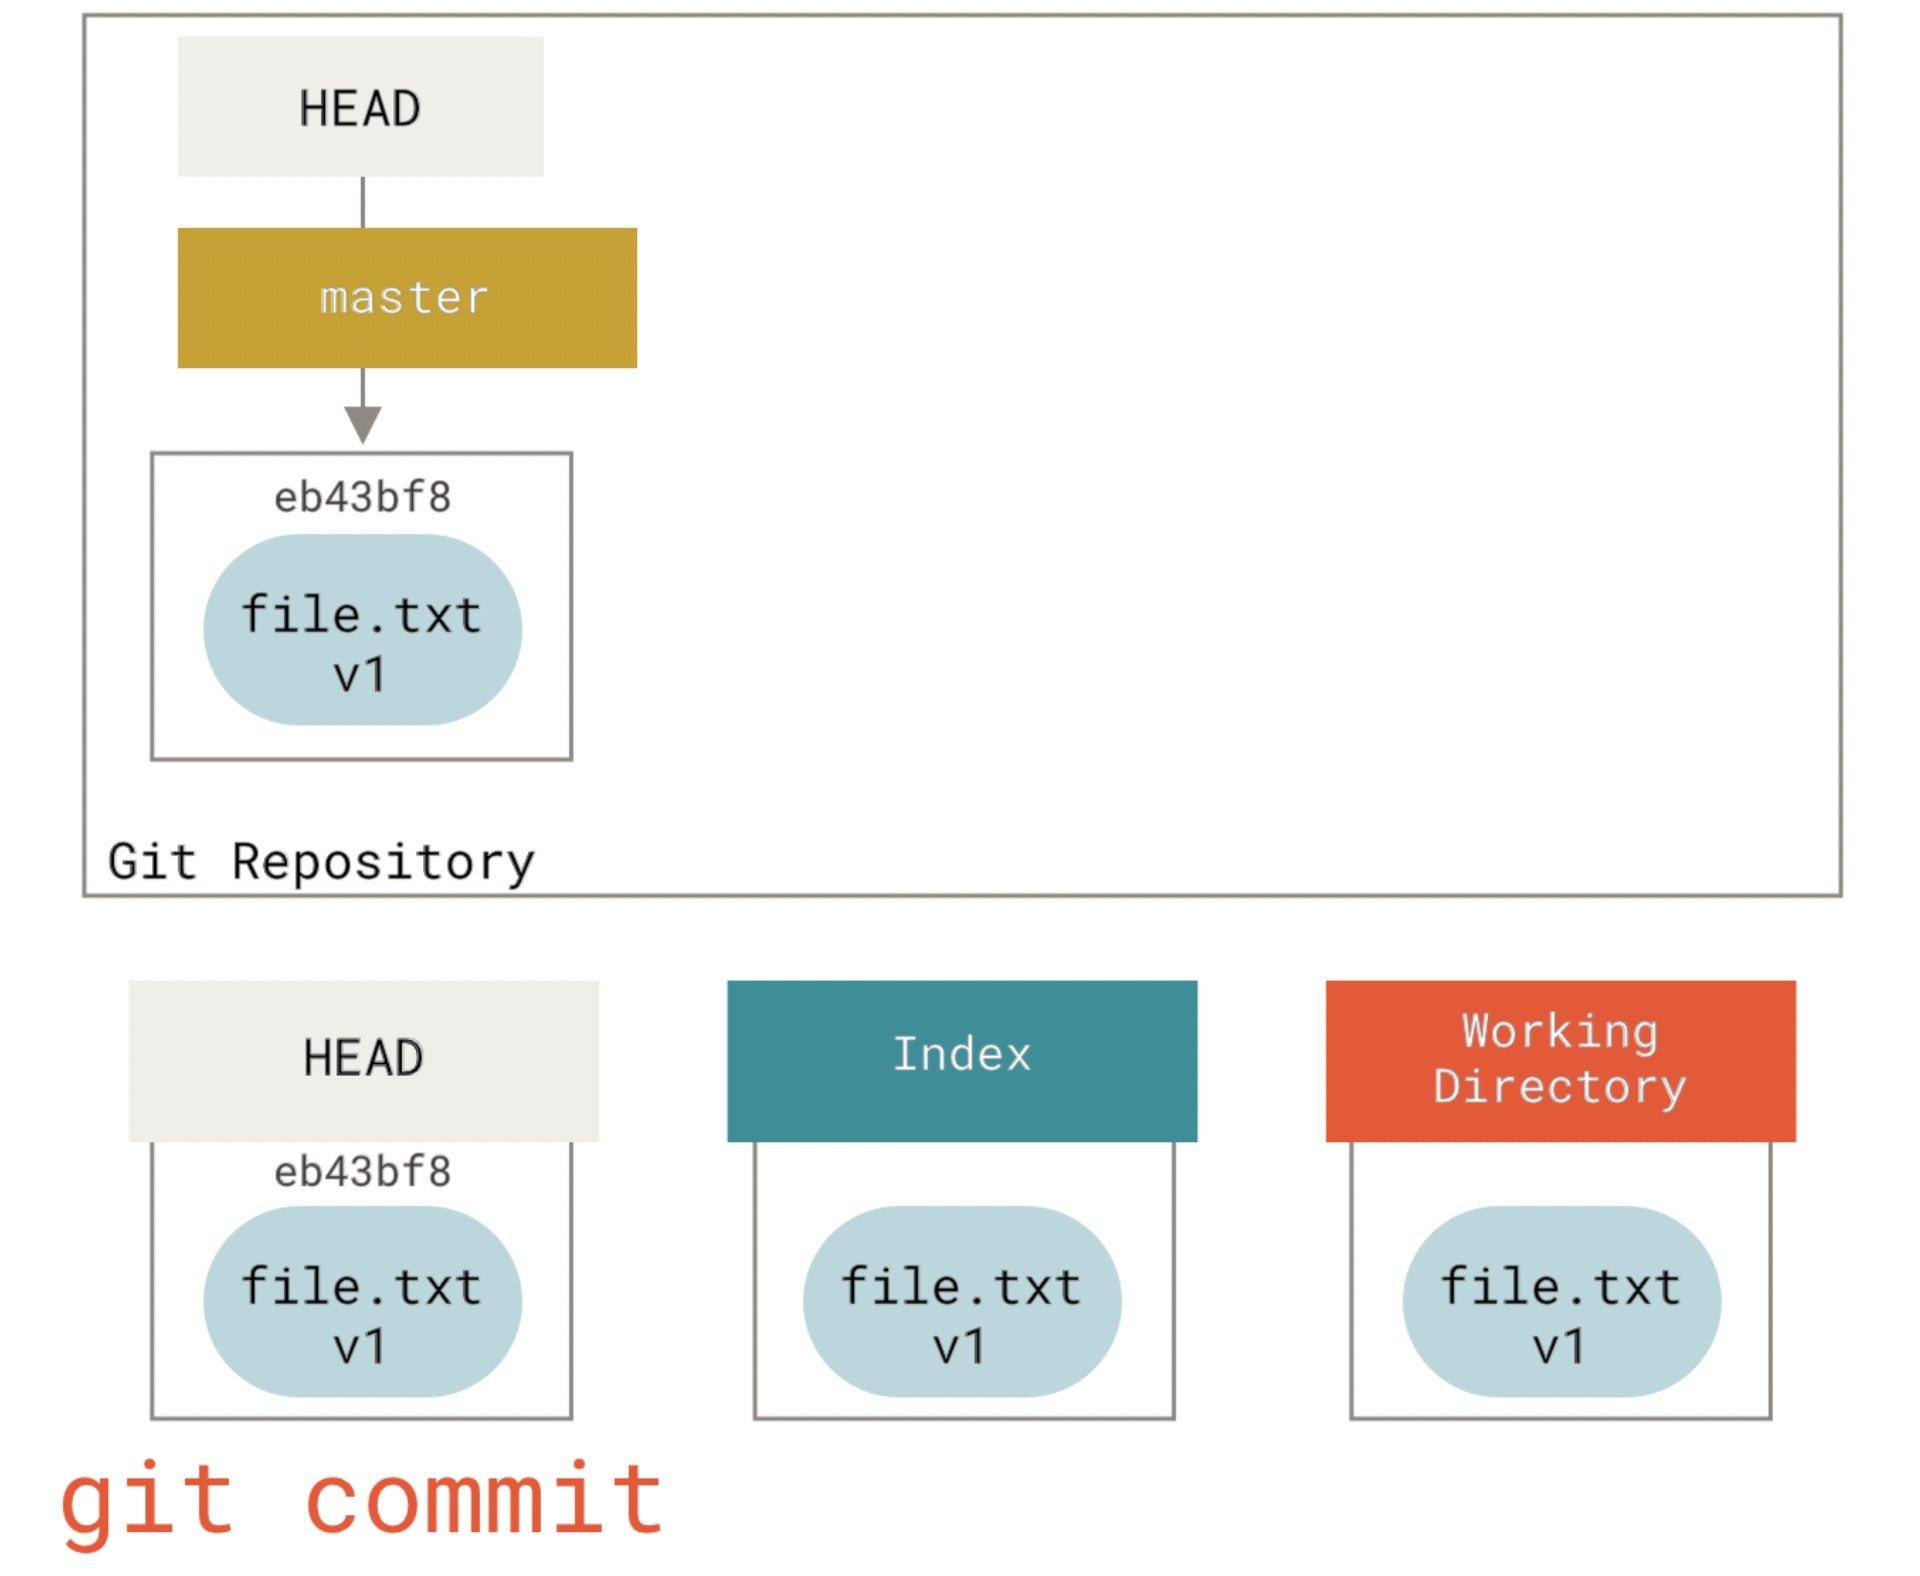 HEAD
master
eb43bf8
file.txt
v1
Git Repository
HEAD
eb43bf8
file.txt
v1
Index
file.txt
v1
Working
Directory
file.txt
v1
git commit